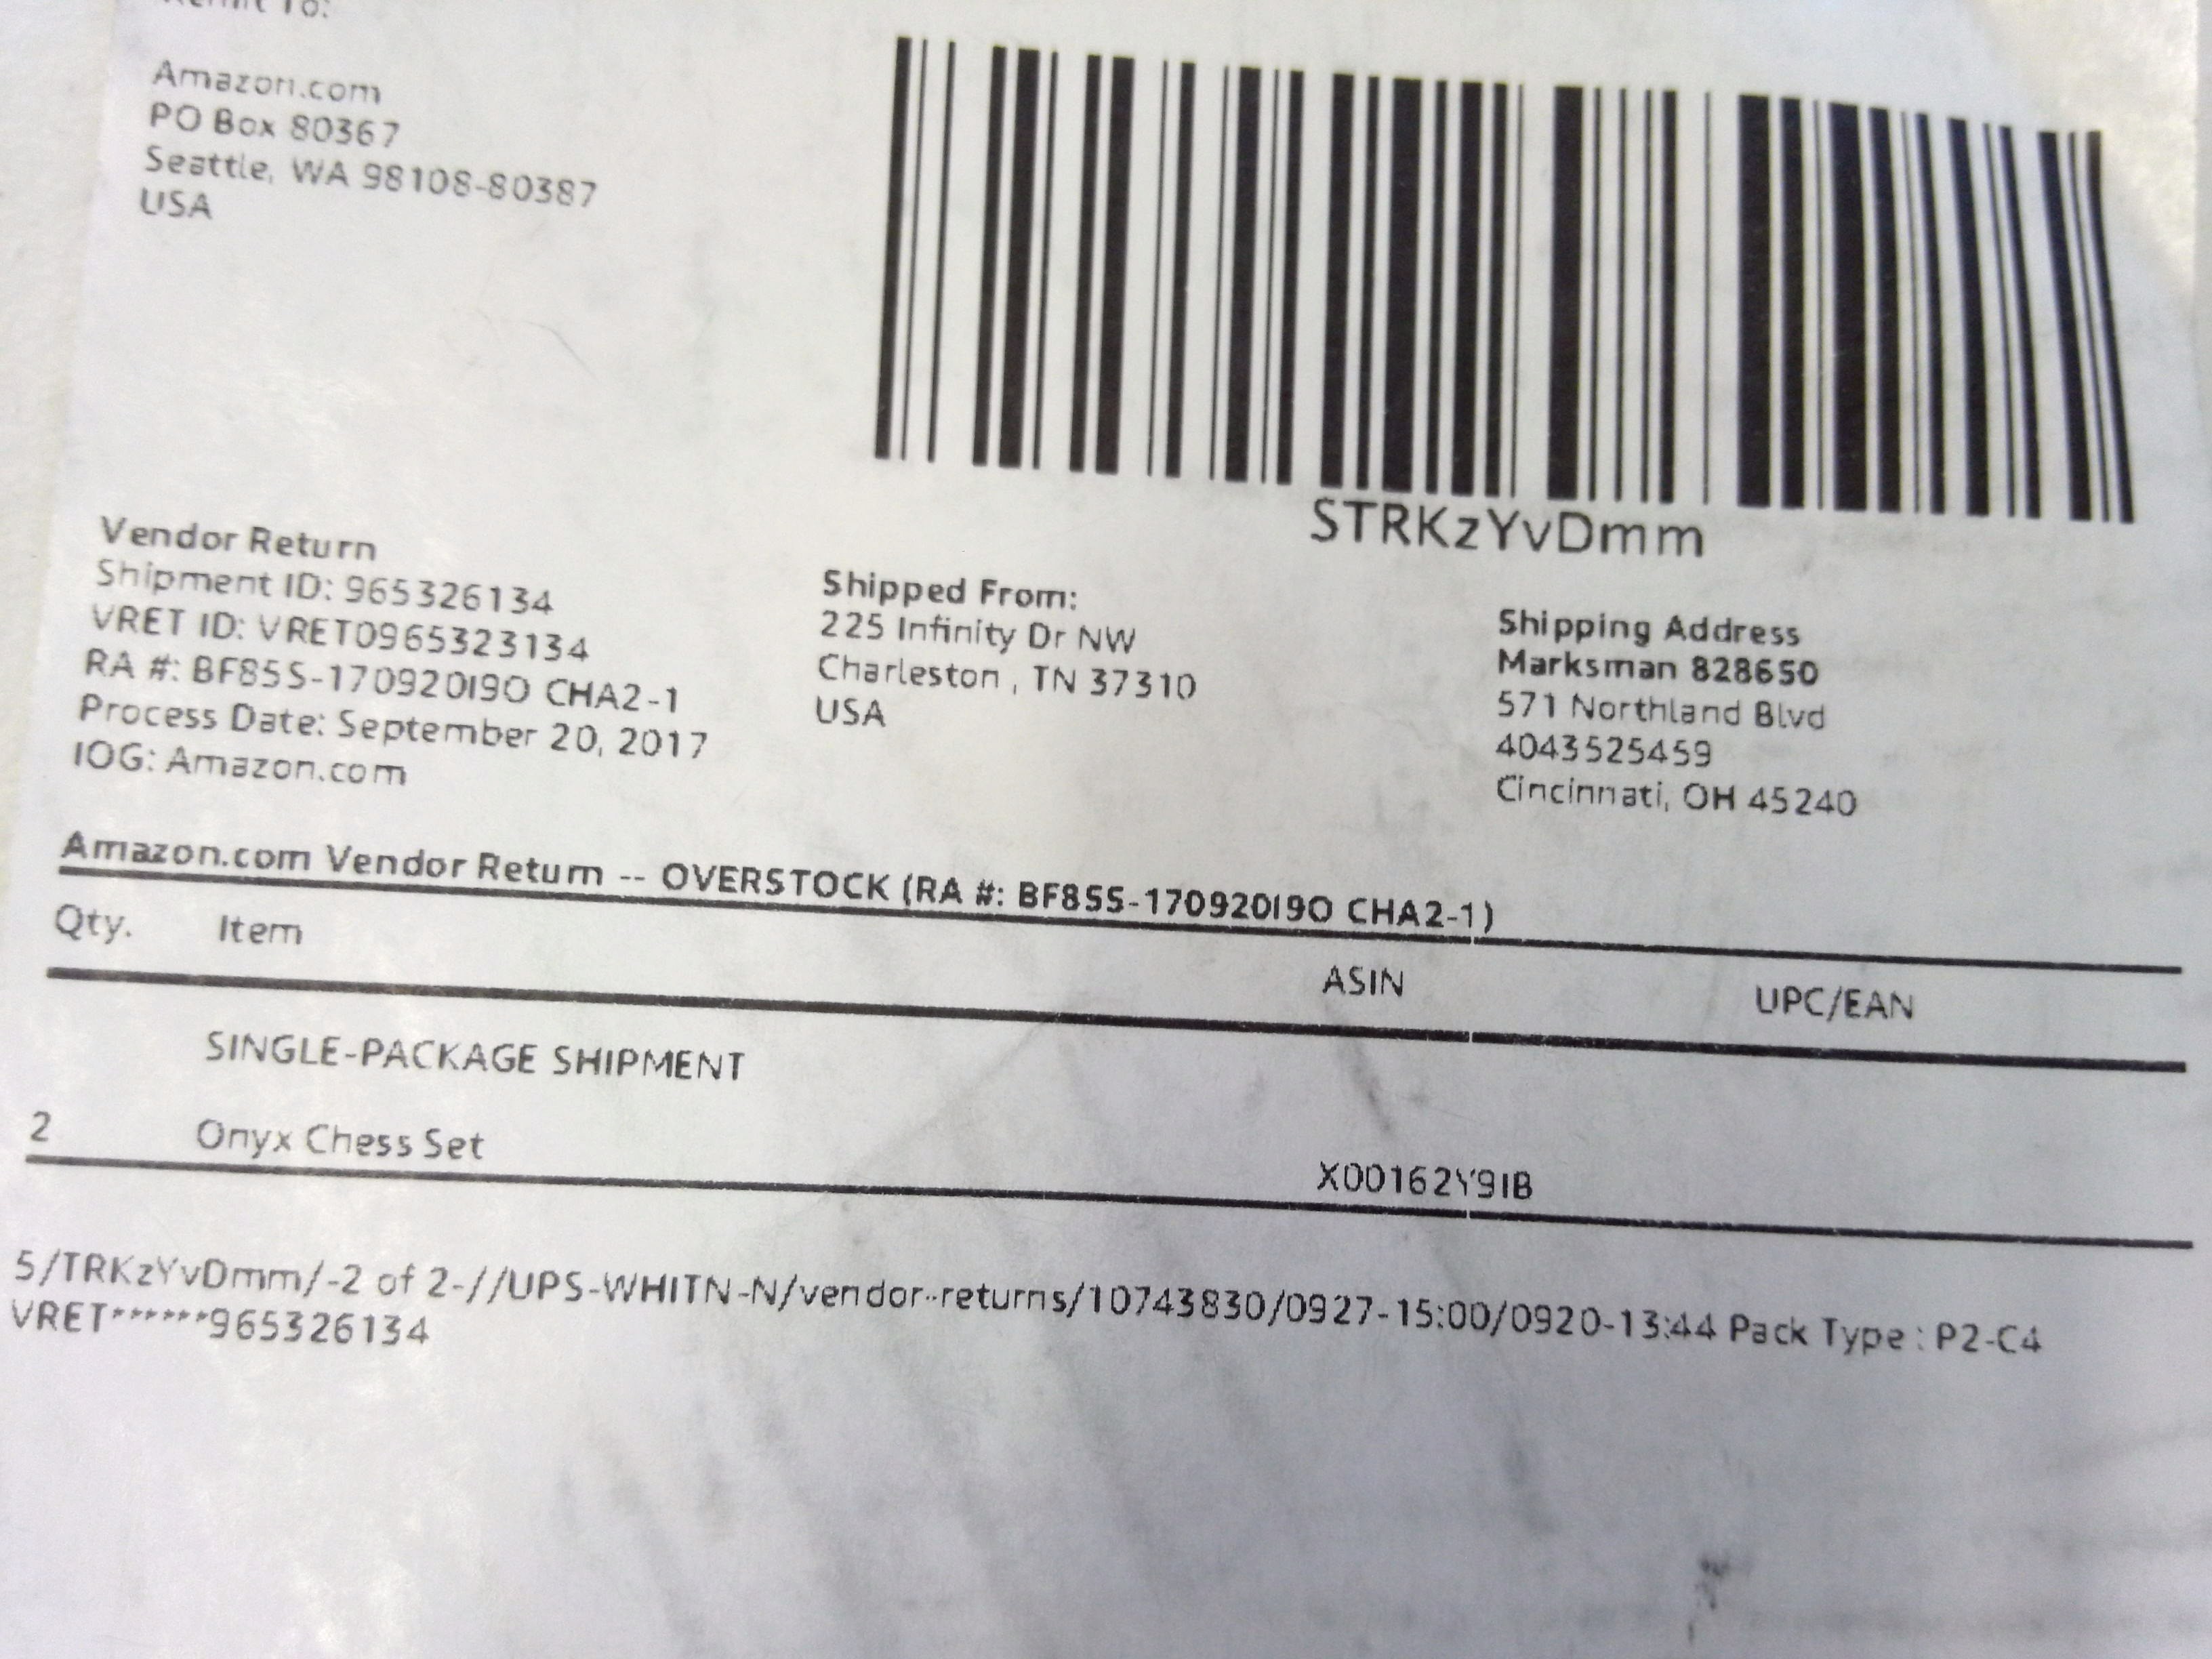 Remit To:
Amazon.com
PO Box 80367
Seattle, WA 98108-80387
USA
STRKzYvDmm
Vendor Return
Shipment ID: 965326134
VRET ID: VRET0965323134
RA #: BF85S-170920I9O CHA2-1
Process Date: September 20, 2017
IOG: Amazon.com
Shipped From:
225 Infinity Dr NW
Charleston , TN 37310
USA
Shipping Address
Marksman 828650
571 Northland Blvd
4043525459
Cincinnati, OH 45240
Amazon.com Vendor Return -- OVERSTOCK (RA #: BF85S-170920I9O CHA2-1)
Qty. Item ASIN UPC/EAN
SINGLE-PACKAGE SHIPMENT
2 Onyx Chess Set X00162Y9IB
5/TRKzYvDmm/-2 of 2-//UPS-WHITN-N/vendor-returns/10743830/0927-15:00/0920-13:44 Pack Type : P2-C4
VRET******965326134